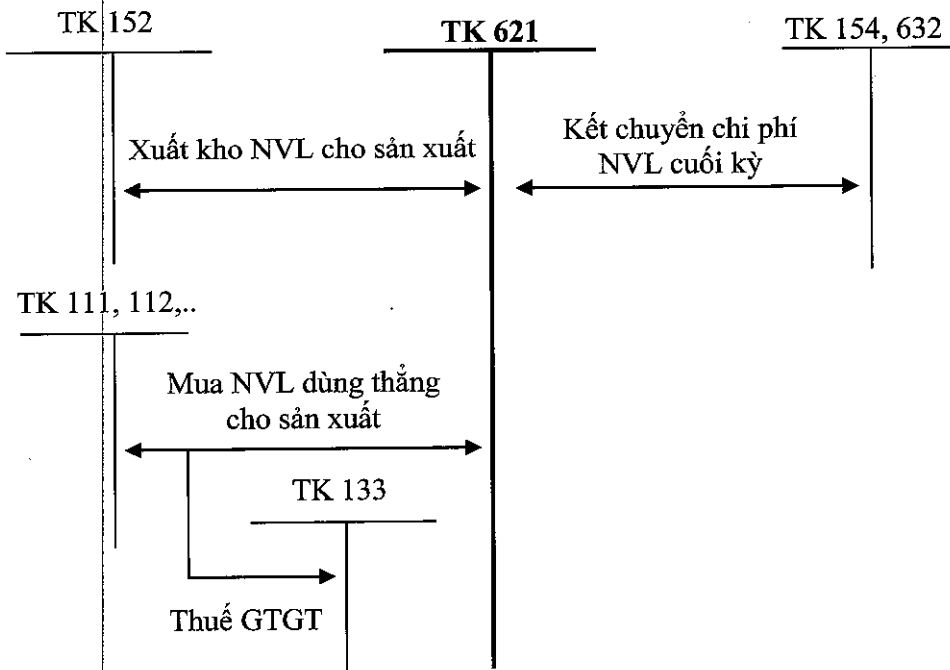 TK 152
TK 621
TK 154, 632
Xuất kho NVL cho sản xuất
Kết chuyển chi phí
NVL cuối kỳ
TK 111, 112,..
Mua NVL dùng thẳng
cho sản xuất
TK 133
Thuế GTGT